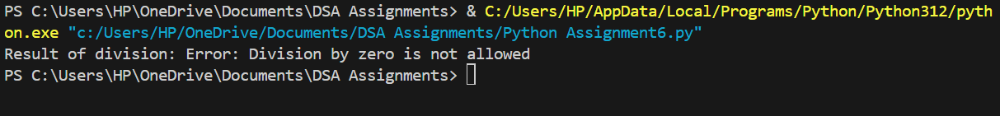 PS C:\Users\HP\OneDrive\Documents\DSA Assignments> & C:/Users/HP/AppData/Local/Programs/Python/Python312/pyth
on.exe "c:/Users/HP/OneDrive/Documents/DSA Assignments/Python Assignment6.py"
Result of division: Error: Division by zero is not allowed
PS C:\Users\HP\OneDrive\Documents\DSA Assignments>